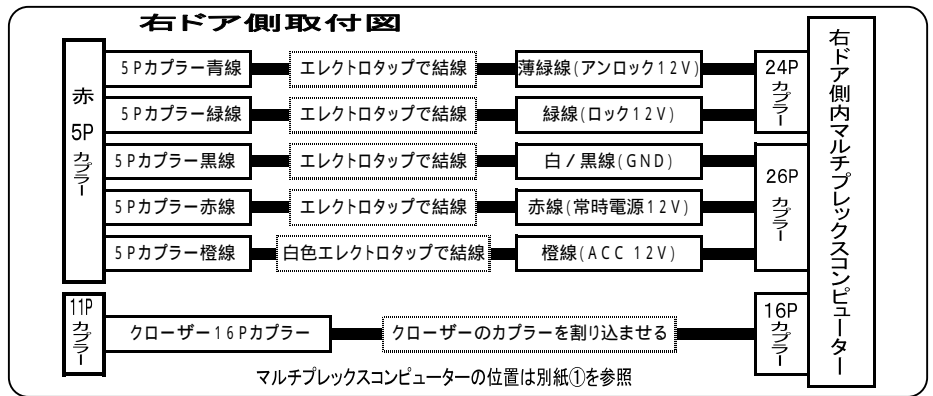 右ドア側取付図
赤 5P カプラー
5Pカプラー青線 エレクトロタップで結線 薄緑線(アンロック12V)
5Pカプラー緑線 エレクトロタップで結線 緑線(ロック12V)
24P カプラー
5Pカプラー黒線 エレクトロタップで結線 白/黒線(GND)
5Pカプラー赤線 エレクトロタップで結線 赤線(常時電源12V)
5Pカプラー橙線 白色エレクトロタップで結線 橙線(ACC 12V)
26P カプラー
11P カプラー
クローザー16Pカプラー クローザーのカプラーを割り込ませる
16P カプラー
右ドア側内マルチプレックスコンピューター
マルチプレックスコンピューターの位置は別紙①を参照